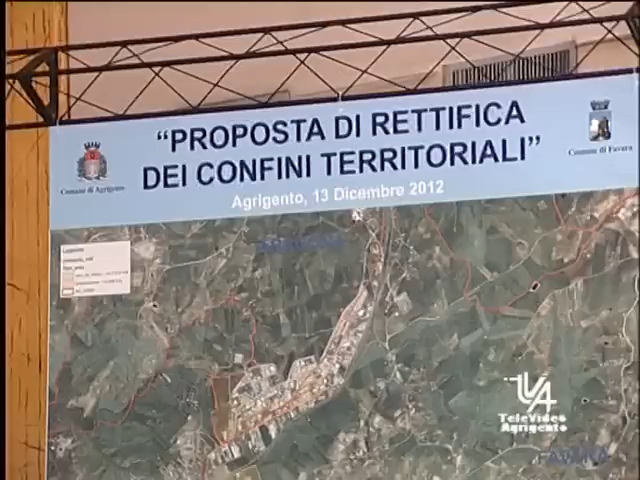 “PROPOSTA DI RETTIFICA
DEI CONFINI TERRITORIALI”
Agrigento, 13 Dicembre 2012
Comune di Agrigento
Comune di Favara
TeleVideo
Agrigento
FAVARA